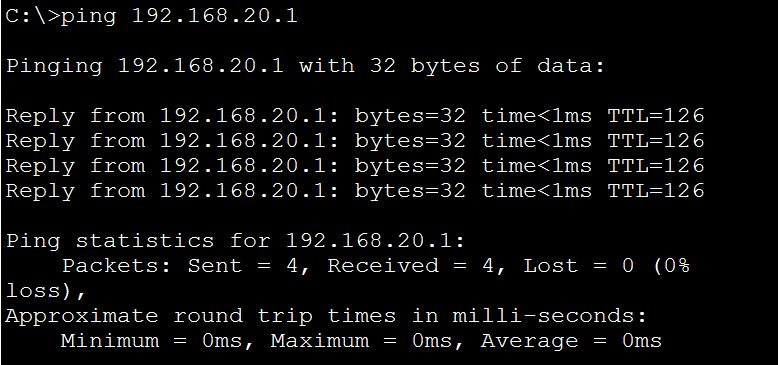 C:\>ping 192.168.20.1
Pinging 192.168.20.1 with 32 bytes of data:
Reply from 192.168.20.1: bytes=32 time<1ms TTL=126
Reply from 192.168.20.1: bytes=32 time<1ms TTL=126
Reply from 192.168.20.1: bytes=32 time<1ms TTL=126
Reply from 192.168.20.1: bytes=32 time<1ms TTL=126
Ping statistics for 192.168.20.1:
    Packets: Sent = 4, Received = 4, Lost = 0 (0%
loss),
Approximate round trip times in milli-seconds:
    Minimum = 0ms, Maximum = 0ms, Average = 0ms